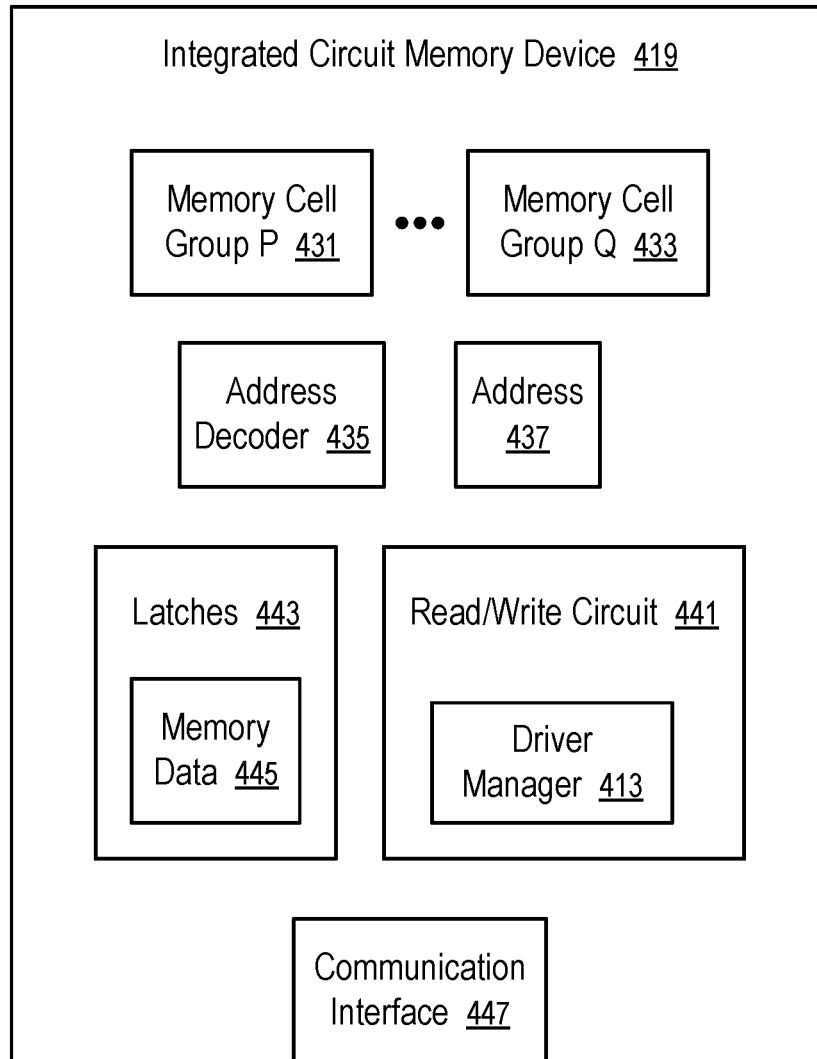 Integrated Circuit Memory Device 419
Memory Cell
Group P 431
•••
Memory Cell
Group Q 433
Address
Decoder 435
Address
437
Latches 443
Memory
Data 445
Read/Write Circuit 441
Driver
Manager 413
Communication
Interface 447